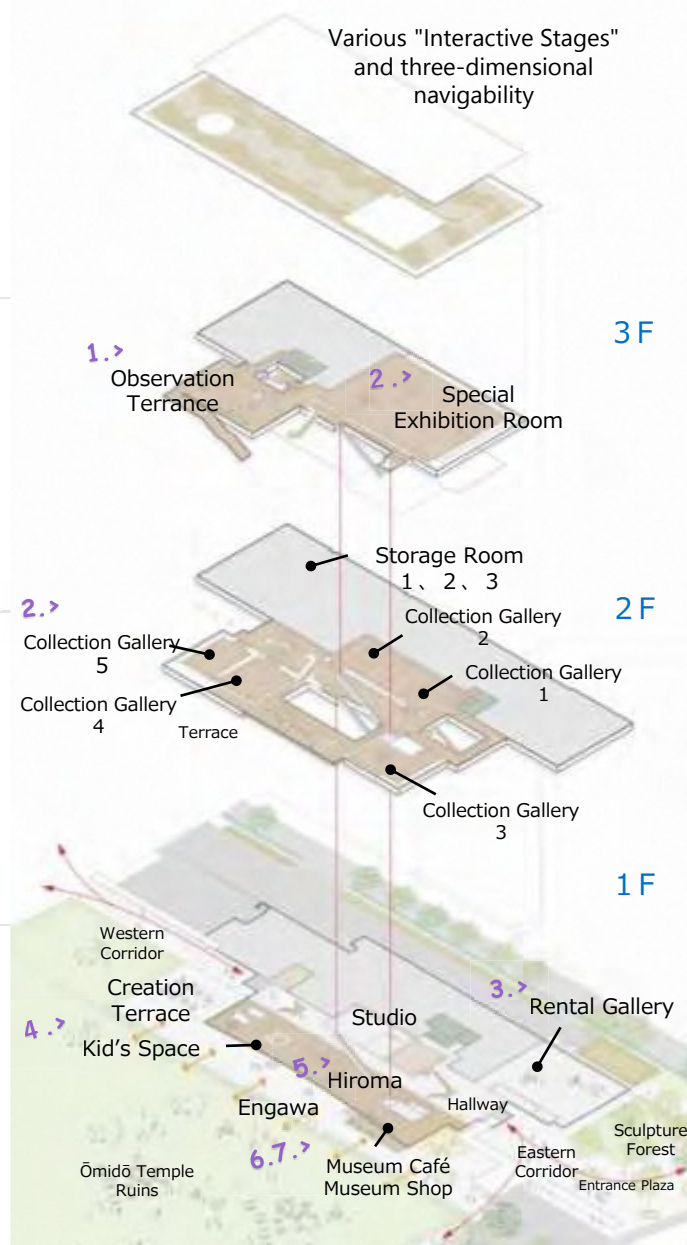 Various "Interactive Stages"
and three-dimensional
navigability
3F
1.>
Observation
Terrance
2.>
Special
Exhibition Room
2F
Storage Room
1、2、3
2.>
Collection Gallery
2
Collection Gallery
5
Collection Gallery
1
Collection Gallery
4
Terrace
Collection Gallery
3
1F
Western
Corridor
Creation
Terrace
3.>
Rental Gallery
Studio
4.>
Kid's Space
5.>
Hiroma
Engawa
Hallway
Sculpture
Forest
6.7.>
Museum Café
Museum Shop
Eastern
Corridor
Entrance Plaza
Ōmidō Temple
Ruins